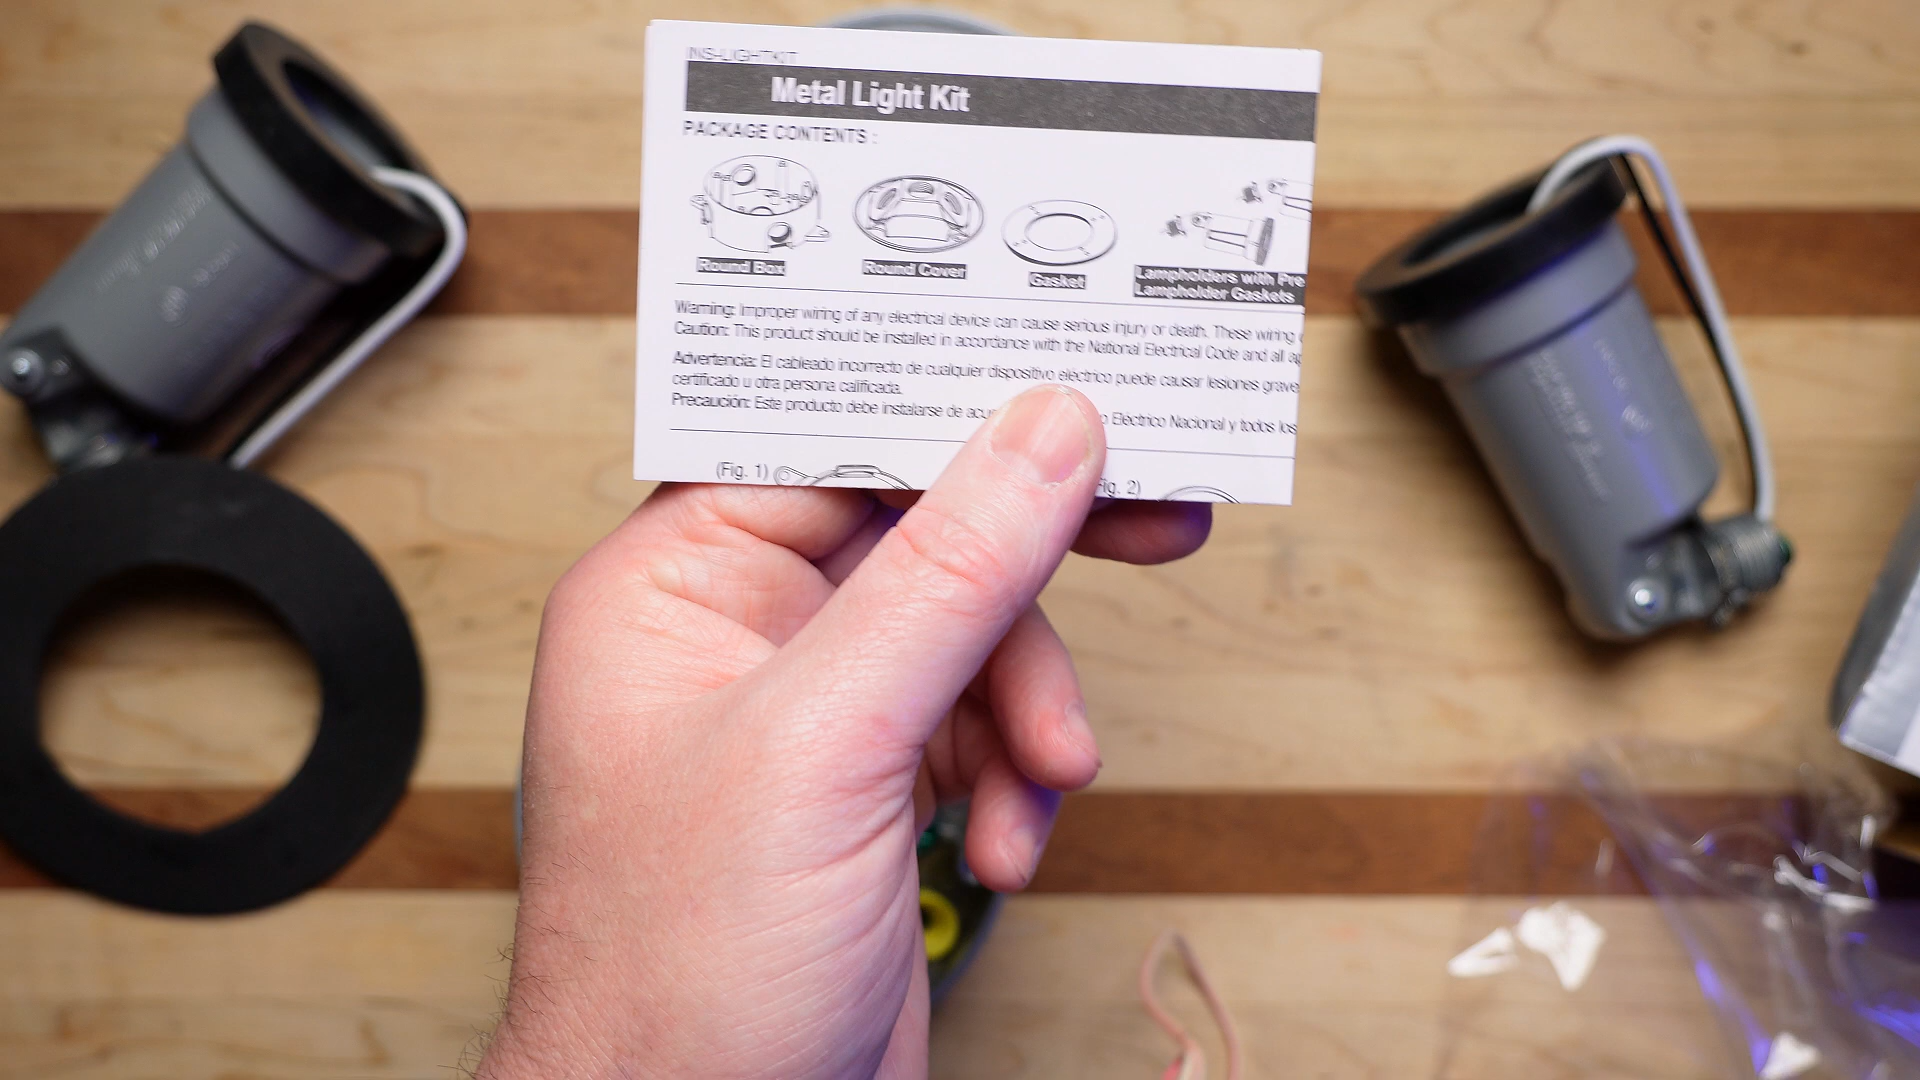 INS-LIGHTKIT
Metal Light Kit
PACKAGE CONTENTS :
Round Box
Round Cover
Gasket
Lampholders with Pre
Lampholder Gaskets
Warning: Improper wiring of any electrical device can cause serious injury or death. These wiring
Caution: This product should be installed in accordance with the National Electrical Code and all ap
Advertencia: El cableado incorrecto de cualquier dispositivo eléctrico puede causar lesiones grave
certificado u otra persona calificada.
Precaución: Este producto debe instalarse de acu o Eléctrico Nacional y todos los
(Fig. 1)
Fig. 2)